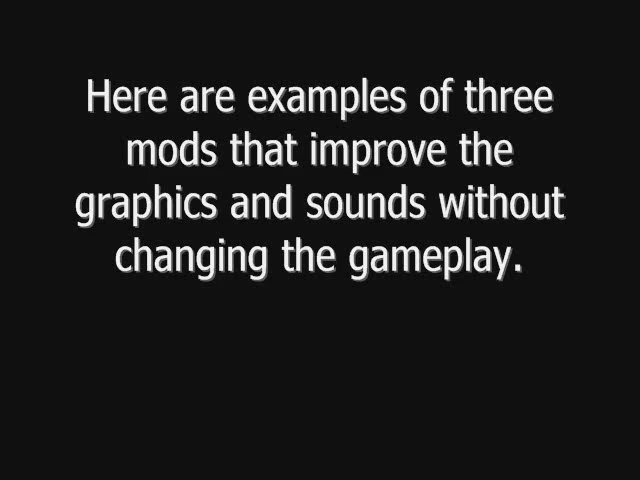 Here are examples of three
mods that improve the
graphics and sounds without
changing the gameplay.